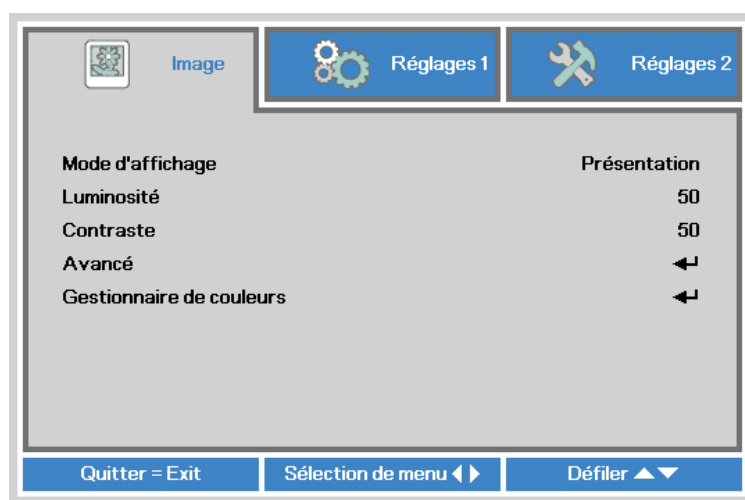 Image
Réglages 1
Réglages 2
Mode d'affichage Présentation
Luminosité 50
Contraste 50
Avancé
Gestionnaire de couleurs
Quitter = Exit
Sélection de menu
Défiler